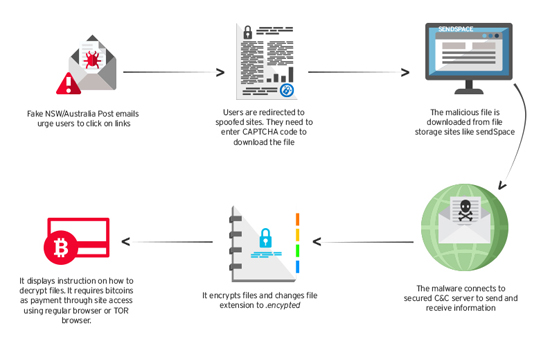 SENDSPACE
Fake NSW/Australia Post emails
urge users to click on links
Users are redirected to
spoofed sites. They need to
enter CAPTCHA code to
download the file
The malicious file is
downloaded from file
storage sites like sendSpace
The malware connects to
secured C&C server to send and
receive information
It encrypts files and changes file
extension to .encypted
It displays instruction on how to
decrypt files. It requires bitcoins
as payment through site access
using regular browser or TOR
browser.